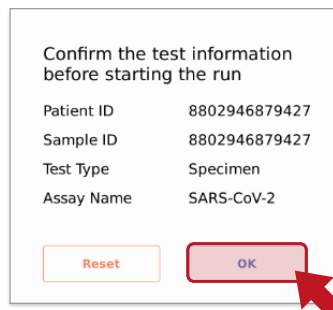 Confirm the test information
before starting the run
Patient ID 8802946879427
Sample ID 8802946879427
Test Type Specimen
Assay Name SARS-CoV-2
Reset OK